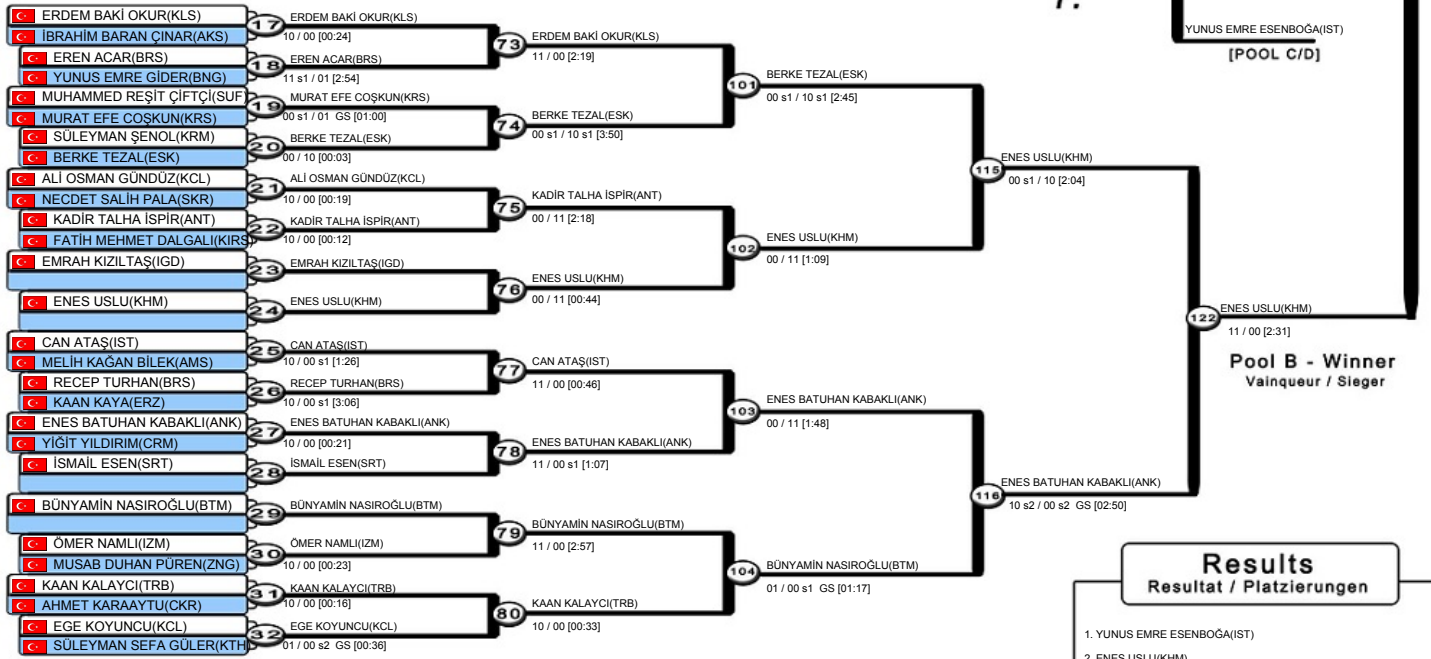 ERDEM BAKİ OKUR(KLS)
İBRAHİM BARAN ÇINAR(AKS)
EREN ACAR(BRS)
YUNUS EMRE GİDER(BNG)
MUHAMMED REŞİT ÇİFTÇİ(SUF)
MURAT EFE COŞKUN(KRS)
SÜLEYMAN ŞENOL(KRM)
BERKE TEZAL(ESK)
ALİ OSMAN GÜNDÜZ(KCL)
NECDET SALİH PALA(SKR)
KADİR TALHA İSPİR(ANT)
FATİH MEHMET DALGALI(KIRS
EMRAH KIZILTAŞ(IGD)
ENES USLU(KHM)
CAN ATAŞ(IST)
MELİH KAĞAN BİLEK(AMS)
RECEP TURHAN(BRS)
KAAN KAYA(ERZ)
ENES BATUHAN KABAKLI(ANK)
YİĞİT YILDIRIM(CRM)
İSMAİL ESEN(SRT)
BÜNYAMİN NASIROĞLU(BTM)
ÖMER NAMLI(IZM)
MUSAB DUHAN PÜREN(ZNG)
KAAN KALAYCI(TRB)
AHMET KARAAYTU(CKR)
EGE KOYUNCU(KCL)
SÜLEYMAN SEFA GÜLER(KTH
17
ERDEM BAKİ OKUR(KLS)
10 / 00 [00:24]
18
EREN ACAR(BRS)
11 s1 / 01 [2:54]
19
MURAT EFE COŞKUN(KRS)
00 s1 / 01 GS [01:00]
20
BERKE TEZAL(ESK)
00 / 10 [00:03]
21
ALİ OSMAN GÜNDÜZ(KCL)
10 / 00 [00:19]
22
KADİR TALHA İSPİR(ANT)
10 / 00 [00:12]
23
EMRAH KIZILTAŞ(IGD)
24
ENES USLU(KHM)
25
CAN ATAŞ(IST)
10 / 00 s1 [1:26]
26
RECEP TURHAN(BRS)
10 / 00 s1 [3:06]
27
ENES BATUHAN KABAKLI(ANK)
10 / 00 [00:21]
28
İSMAİL ESEN(SRT)
29
BÜNYAMİN NASIROĞLU(BTM)
30
ÖMER NAMLI(IZM)
10 / 00 [00:23]
31
KAAN KALAYCI(TRB)
10 / 00 [00:16]
32
EGE KOYUNCU(KCL)
01 / 00 s2 GS [00:36]
73
ERDEM BAKİ OKUR(KLS)
11 / 00 [2:19]
74
BERKE TEZAL(ESK)
00 s1 / 10 s1 [3:50]
75
KADİR TALHA İSPİR(ANT)
00 / 11 [2:18]
76
ENES USLU(KHM)
00 / 11 [00:44]
77
CAN ATAŞ(IST)
11 / 00 [00:46]
78
ENES BATUHAN KABAKLI(ANK)
11 / 00 s1 [1:07]
79
BÜNYAMİN NASIROĞLU(BTM)
11 / 00 [2:57]
80
KAAN KALAYCI(TRB)
10 / 00 [00:33]
101
BERKE TEZAL(ESK)
00 s1 / 10 s1 [2:45]
102
ENES USLU(KHM)
00 / 11 [1:09]
103
ENES BATUHAN KABAKLI(ANK)
00 / 11 [1:48]
104
BÜNYAMİN NASIROĞLU(BTM)
01 / 00 s1 GS [01:17]
115
ENES USLU(KHM)
00 s1 / 10 [2:04]
116
ENES BATUHAN KABAKLI(ANK)
10 s2 / 00 s2 GS [02:50]
122
ENES USLU(KHM)
11 / 00 [2:31]
Pool B - Winner
Vainqueur / Sieger
YUNUS EMRE ESENBOĞA(IST)
[POOL C/D]
Results
Resultat / Platzierungen
1. YUNUS EMRE ESENBOĞA(IST)
2. ENES USLU(KHM)